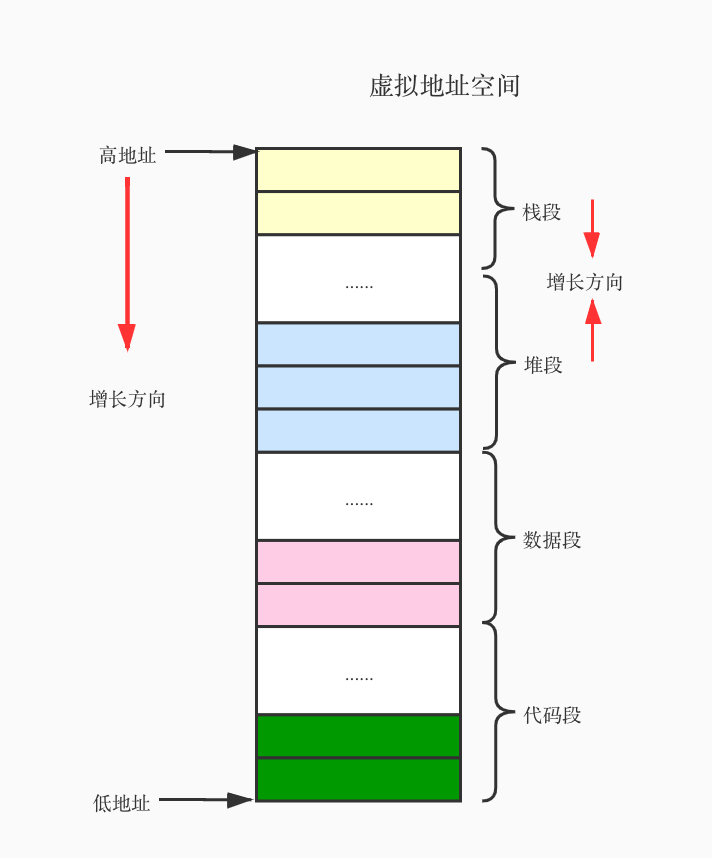 虚拟地址空间
高地址
栈段
增长方向
......
堆段
增长方向
......
数据段
......
代码段
低地址